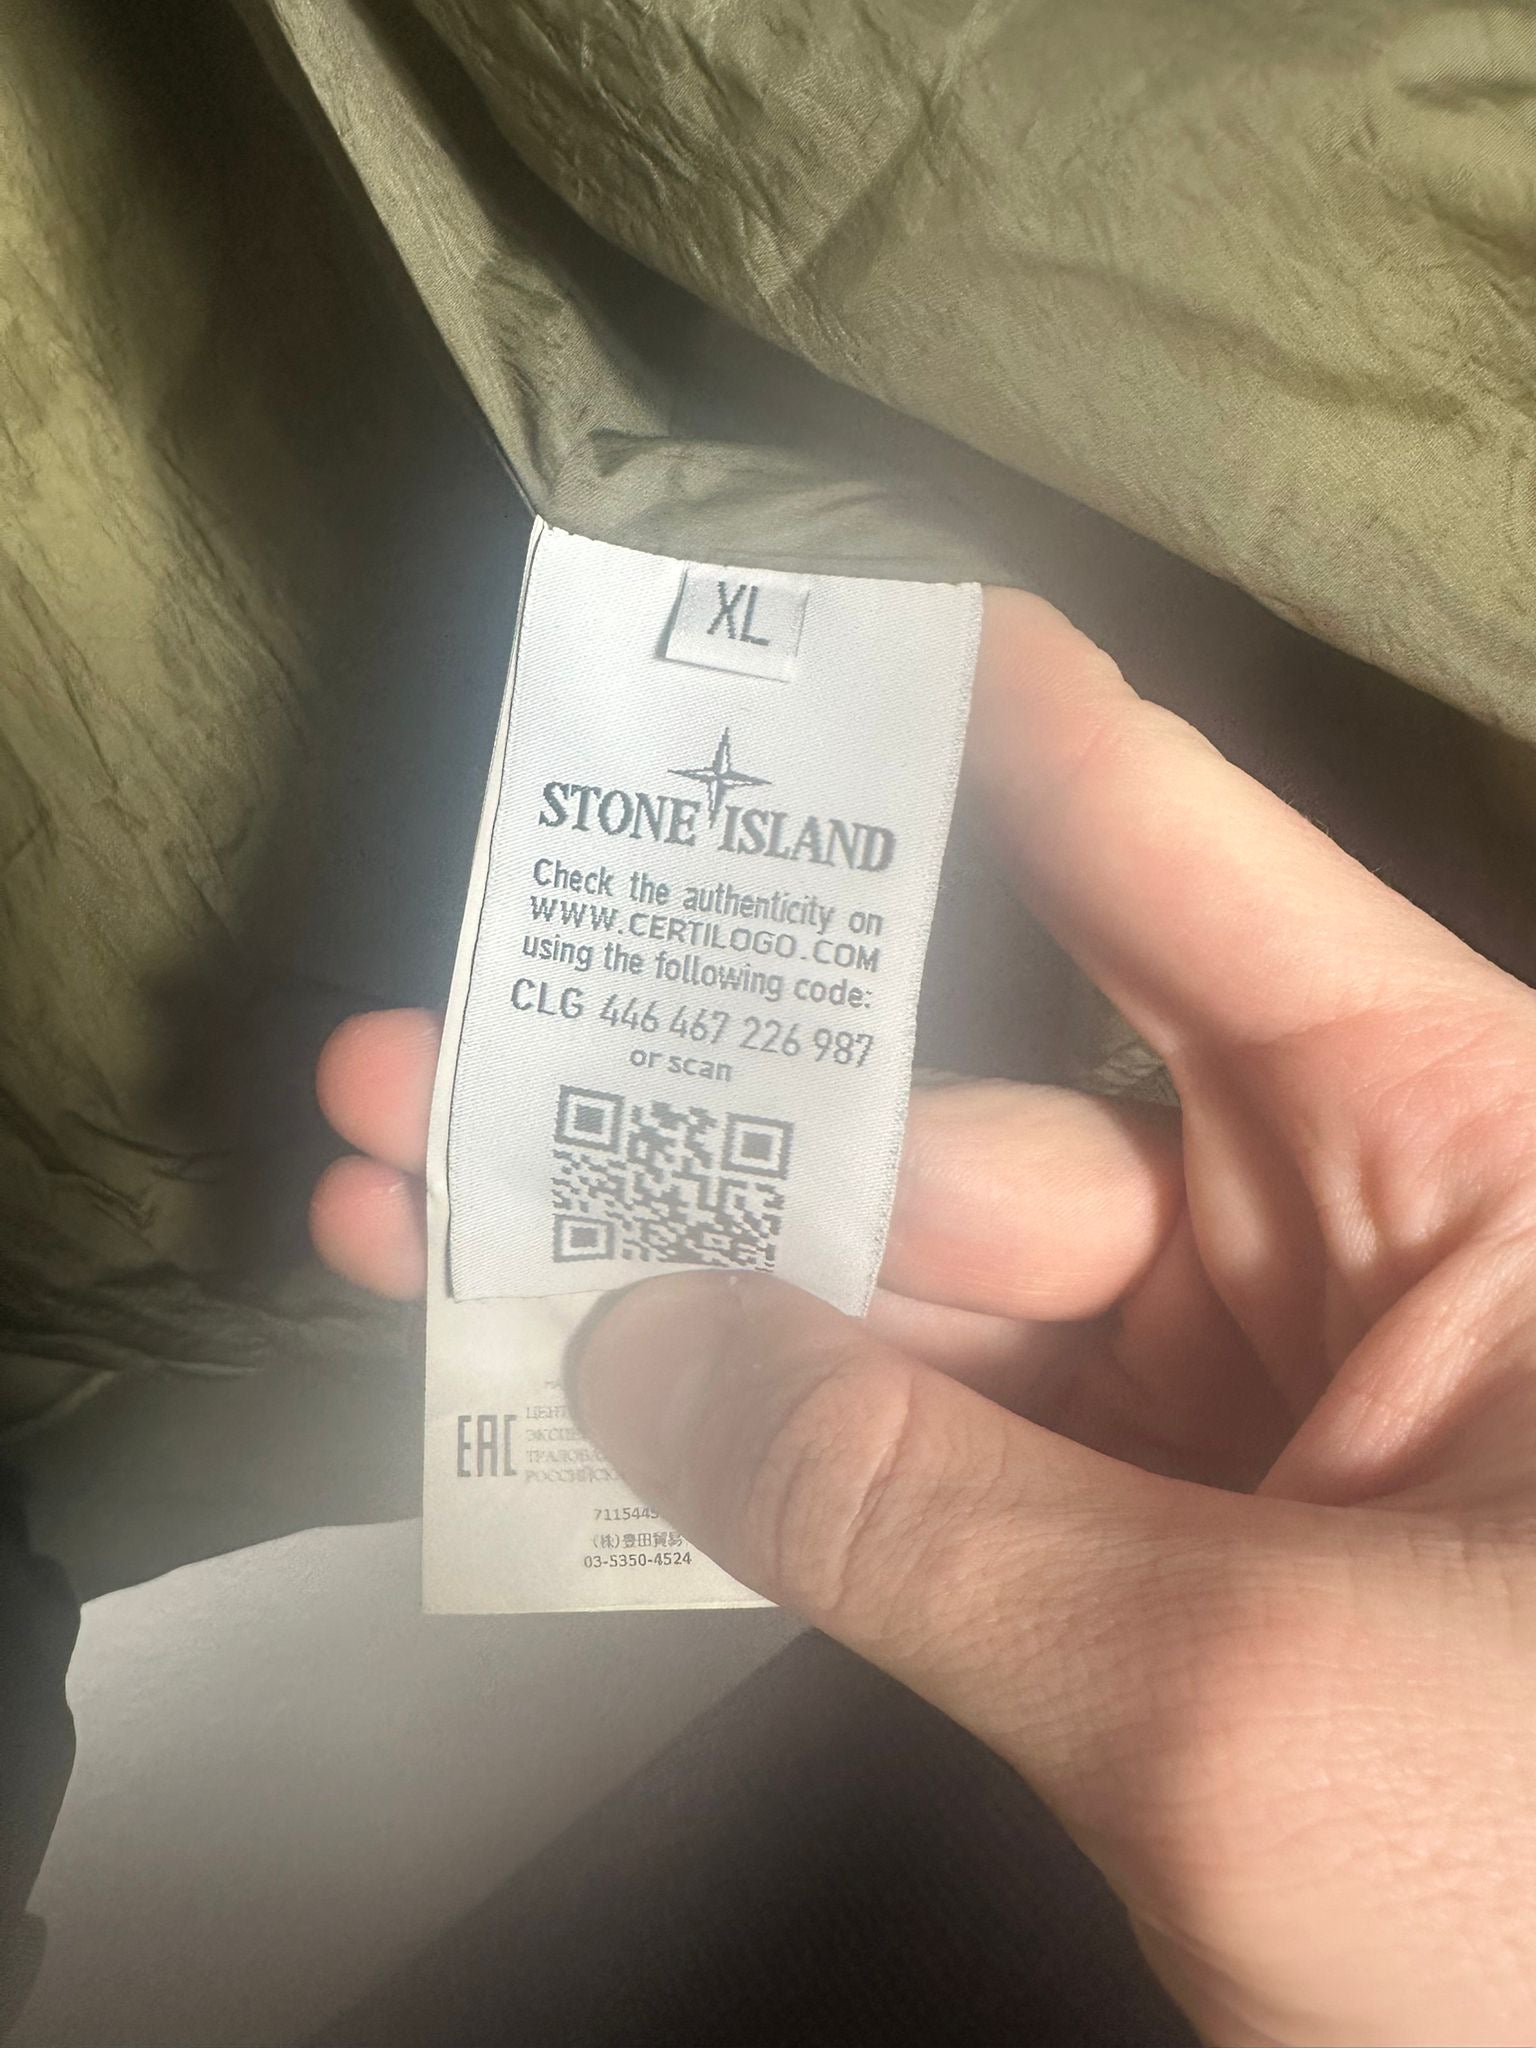 XL
STONE ISLAND
Check the authenticity on
WWW.CERTILOGO.COM
using the following code:
CLG 446 467 226 987
or scan
EAC
03-5350-4524